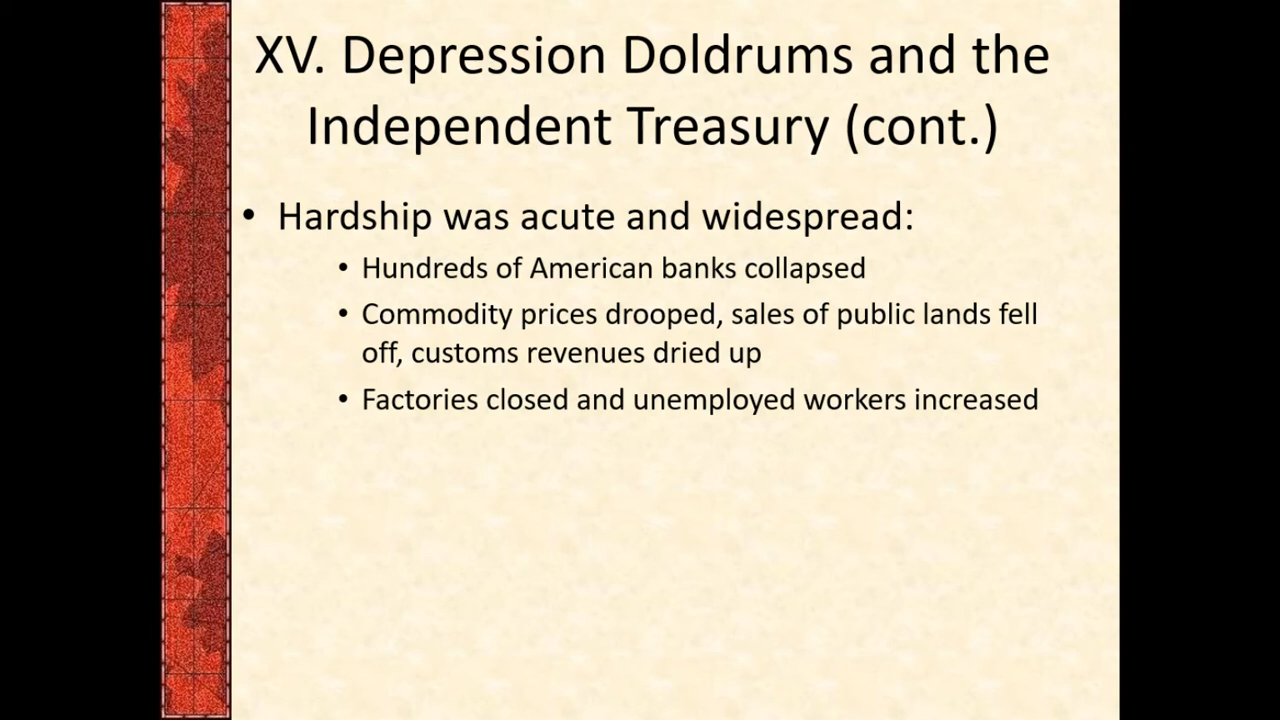 XV. Depression Doldrums and the
Independent Treasury (cont.)
• Hardship was acute and widespread:
• Hundreds of American banks collapsed
• Commodity prices drooped, sales of public lands fell
off, customs revenues dried up
• Factories closed and unemployed workers increased